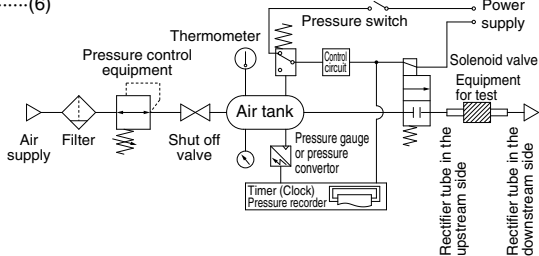 ······(6)
Power
supply
Pressure switch
Thermometer
Pressure control
equipment
Control
circuit
Solenoid valve
Equipment
for test
Air tank
Air
supply
Filter
Shut off
valve
Pressure gauge
or pressure
convertor
Timer (Clock)
Pressure recorder
Rectifier tube in the
upstream side
Rectifier tube in the
downstream side